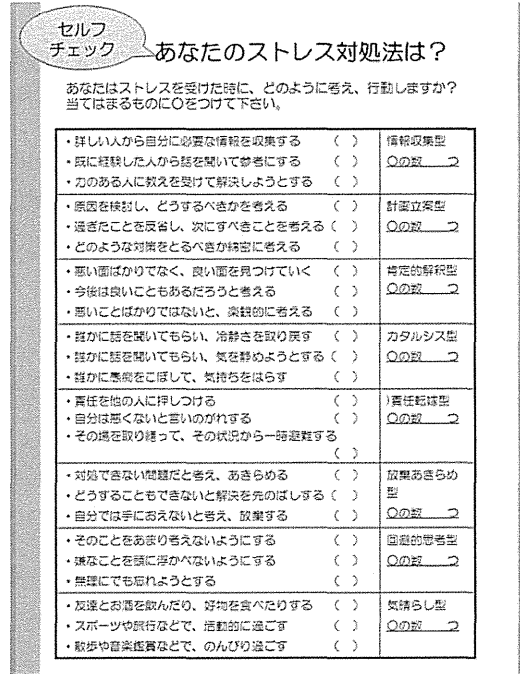 セルフ
チェック
あなたのストレス対処法は？
あなたはストレスを受けた時に、どのように考え、行動しますか？
当てはまるものに○をつけて下さい。
・詳しい人から自分に必要な情報を収集する （ ） 情報収集型
・既に経験した人から話を聞いて参考にする （ ） ○の数 つ
・力のある人に教えを受けて解決しようとする （ ）
・原因を検討し、どうするべきかを考える （ ） 計画立案型
・過ぎたことを反省し、次にすべきことを考える （ ） ○の数 つ
・どのような対策をとるべきか綿密に考える （ ）
・悪い面ばかりでなく、良い面を見つけていく （ ） 肯定的解釈型
・今後は良いこともあるだろうと考える （ ） ○の数 つ
・悪いことばかりではないと、楽観的に考える （ ）
・誰かに話を聞いてもらい、冷静さを取り戻す （ ） カタルシス型
・誰かに話を聞いてもらい、気を静めようとする （ ） ○の数 つ
・誰かに愚痴をこぼして、気持ちをはらす （ ）
・責任を他の人に押しつける （ ） )責任転嫁型
・自分は悪くないと言いのがれする （ ） ○の数 つ
・その場を取り繕って、その状況から一時避難する
（ ）
・対処できない問題だと考え、あきらめる （ ） 放棄あきらめ
・どうすることもできないと解決を先のばしする （ ） 型
・自分では手におえないと考え、放棄する （ ） ○の数 つ
・そのことをあまり考えないようにする （ ） 回避的思考型
・嫌なことを頭に浮かべないようにする （ ） ○の数 つ
・無理にでも忘れようとする （ ）
・友達とお酒を飲んだり、好物を食べたりする （ ） 気晴らし型
・スポーツや旅行などで、活動的に過ごす （ ） ○の数 つ
・散歩や音楽鑑賞などで、のんびり過ごす （ ）